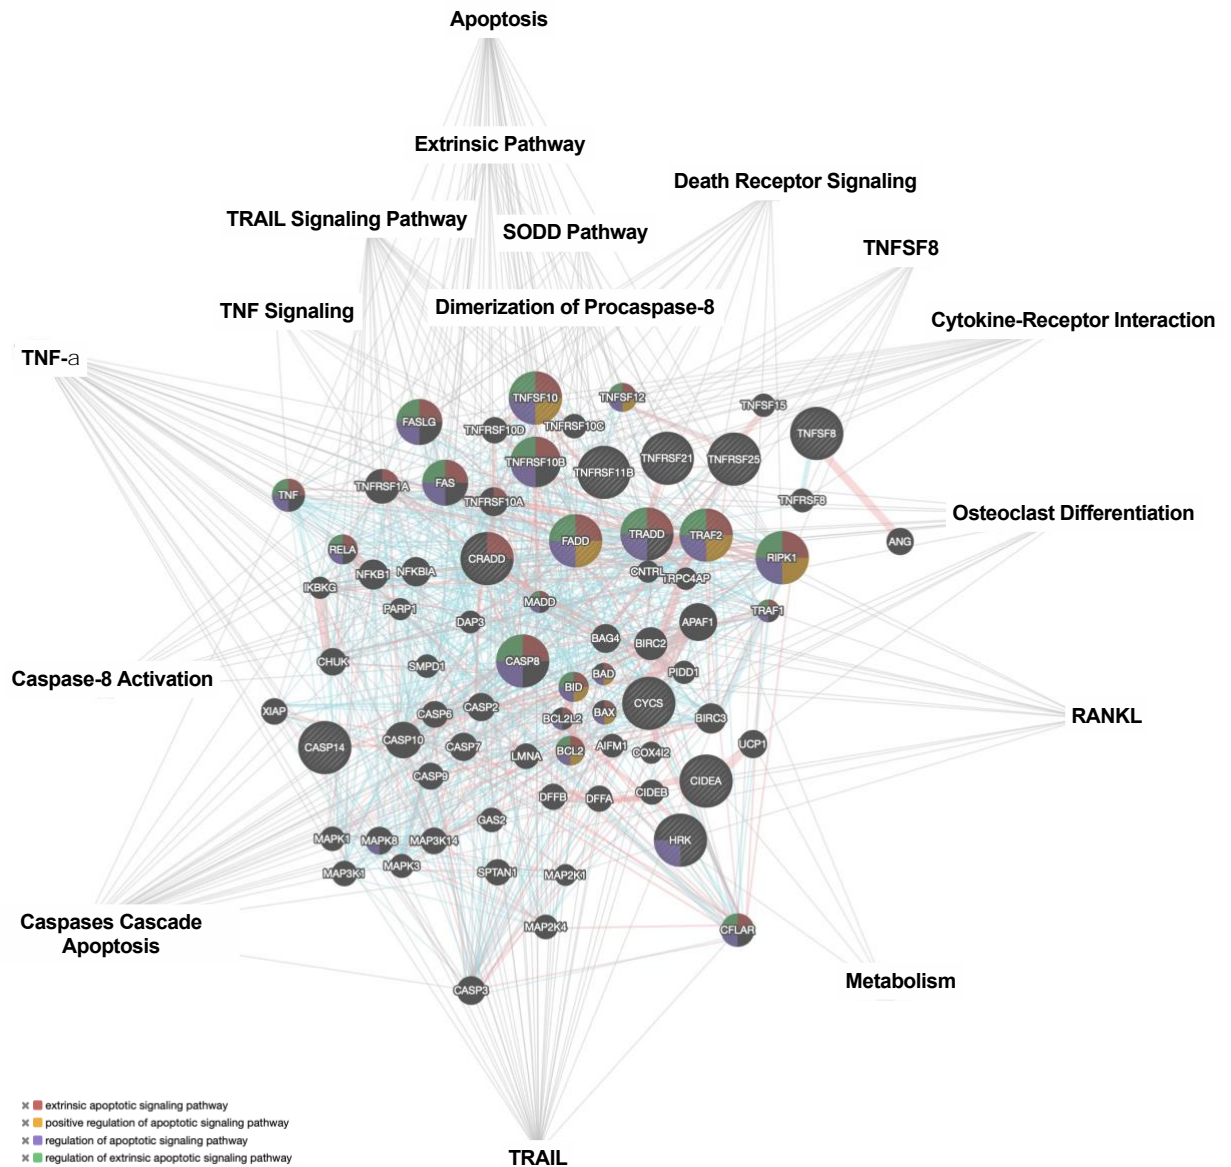 Apoptosis
Extrinsic Pathway
Death Receptor Signaling
TRAIL Signaling Pathway
SODD Pathway
TNFSF8
TNF Signaling
Dimerization of Procaspase-8
Cytokine-Receptor Interaction
TNF-a
TNFSF10
TNFSF12
TNFSF15
FASLG
TNFRSF10D
TNFRSF10C
TNFSF8
TNFRSF10B
TNFRSF11B
TNFRSF21
TNFRSF25
TNF
TNFRSF1A
FAS
TNFRSF10A
TNFRSF8
Osteoclast Differentiation
RELA
CRADD
FADD
TRADD
TRAF2
RIPK1
ANG
NFKB1
NFKBIA
CNTRL
TRPC4AP
IKBKG
PARP1
DAP3
MADD
TRAF1
APAF1
BAG4
BIRC2
CHUK
SMPD1
CASP8
BAD
PIDD1
Caspase-8 Activation
BID
XIAP
CASP6
CASP2
BCL2L2
BAX
CYCS
BIRC3
RANKL
CASP14
CASP10
CASP7
LMNA
BCL2
AIFM1
COX4I2
UCP1
CASP9
DFFB
DFFA
CIDEB
CIDEA
GAS2
MAPK1
MAPK8
MAP3K14
HRK
MAP3K1
MAPK3
SPTAN1
MAP2K1
Caspases Cascade
Apoptosis
MAP2K4
CFLAR
CASP3
Metabolism
extrinsic apoptotic signaling pathway
positive regulation of apoptotic signaling pathway
regulation of apoptotic signaling pathway
regulation of extrinsic apoptotic signaling pathway
TRAIL